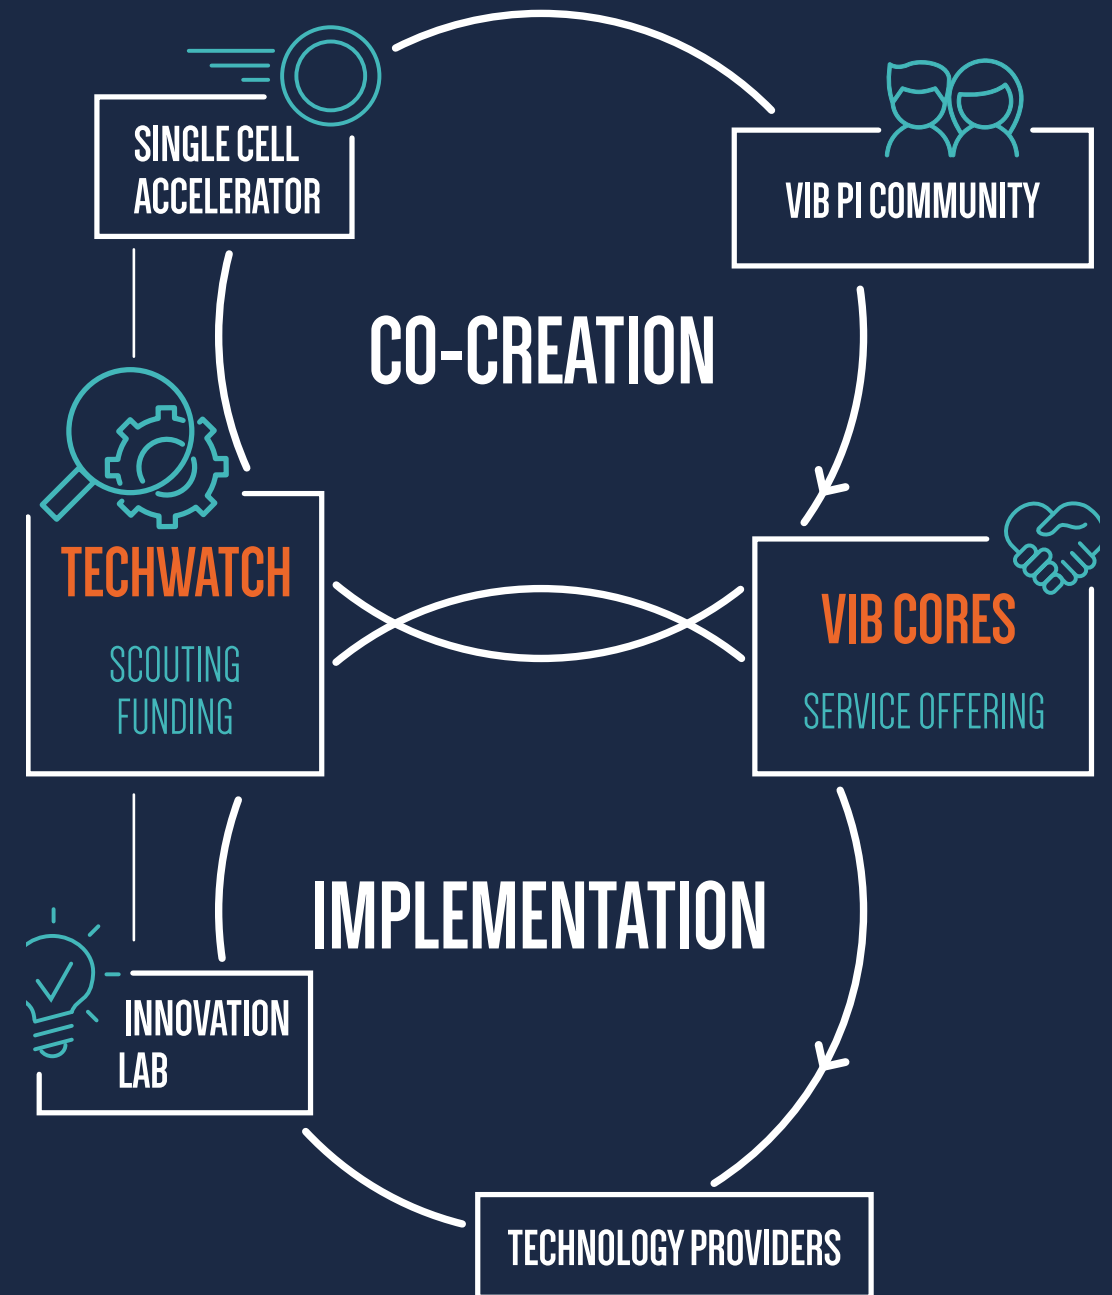 SINGLE CELL
ACCELERATOR
VIB PI COMMUNITY
CO-CREATION
TECHWATCH
SCOUTING
FUNDING
VIB CORES
SERVICE OFFERING
IMPLEMENTATION
INNOVATION
LAB
TECHNOLOGY PROVIDERS